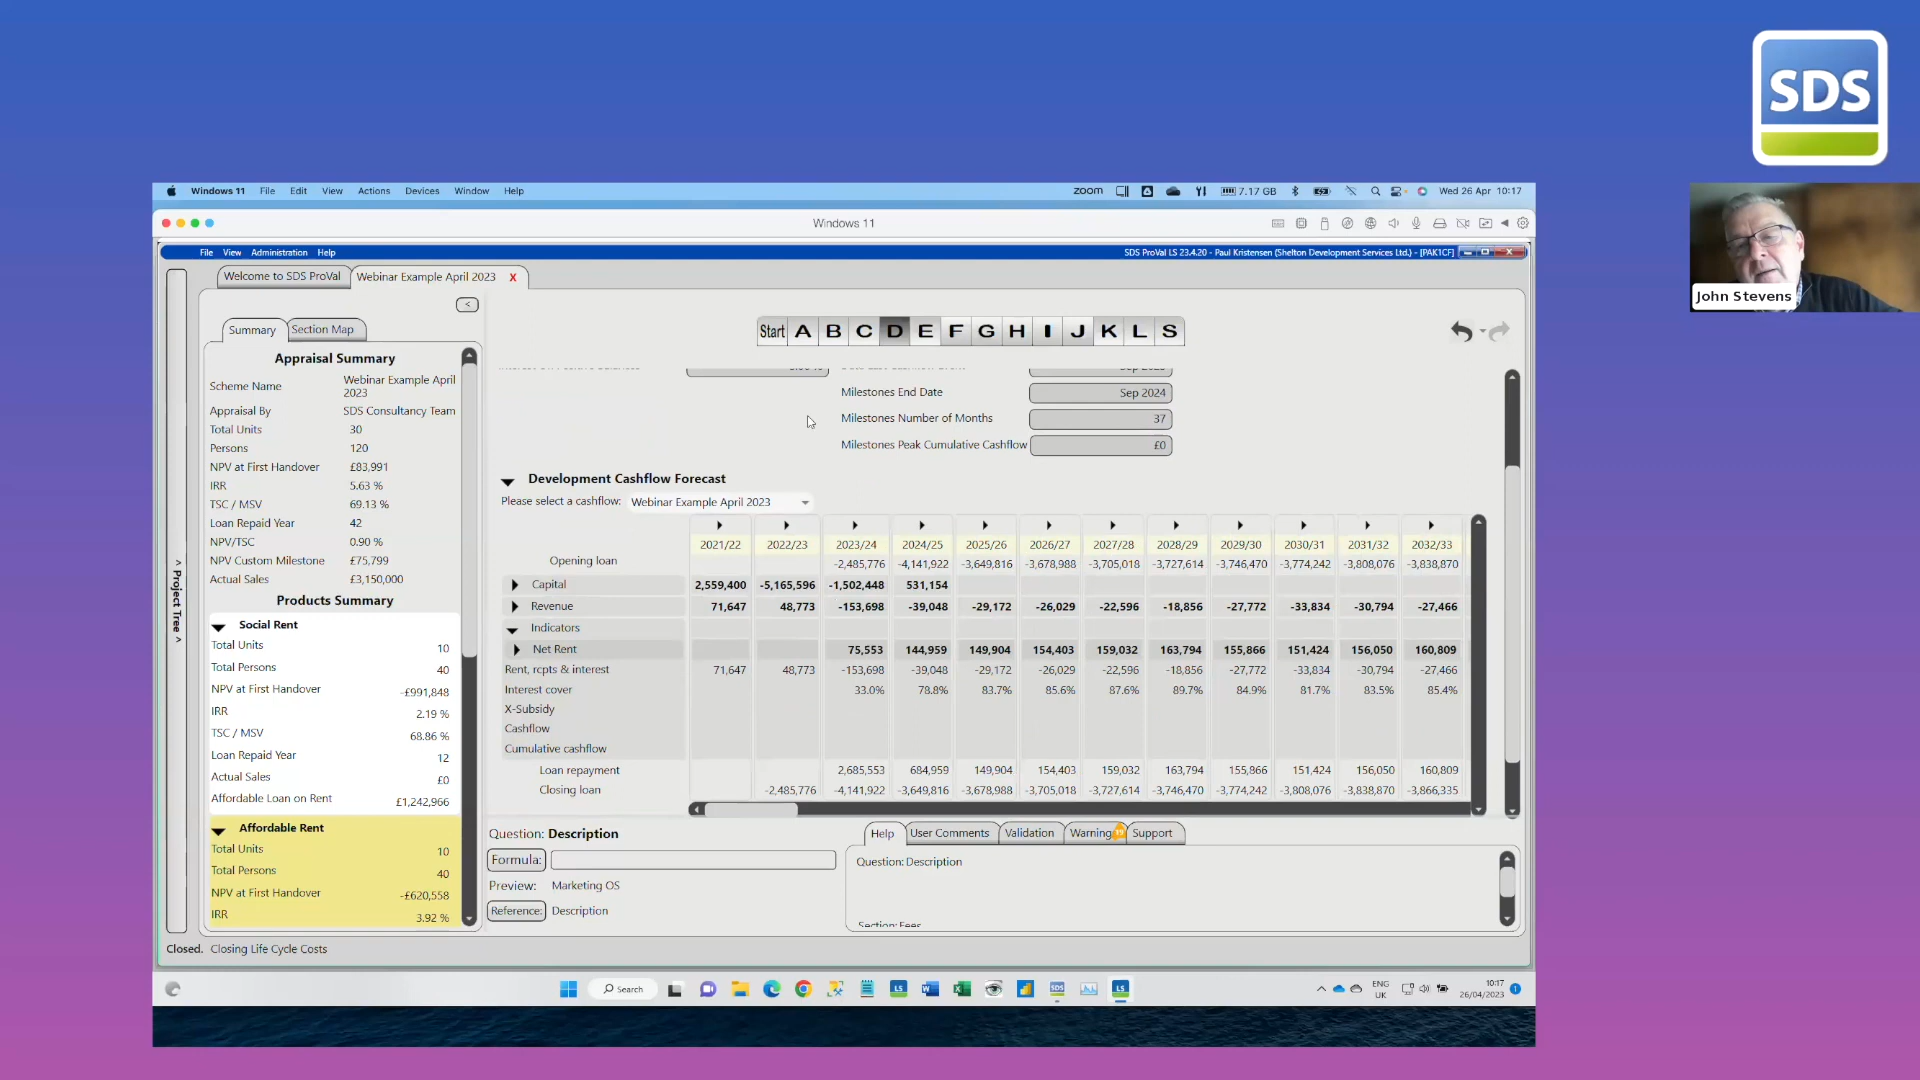 SDS
Windows 11 File Edit View Actions Devices Window Help
zoom 7.17 GB Wed 26 Apr 10:17
Windows 11
File View Administration Help
SDS ProVal LS 23.4.20 - Paul Kristensen (Shelton Development Services Ltd.) - [PAK1CF]
John Stevens
Welcome to SDS ProVal Webinar Example April 2023 X
<
Start A B C D E F G H I J K L S
Summary Section Map
Appraisal Summary
Scheme Name Webinar Example April 2023
Appraisal By SDS Consultancy Team
Total Units 30
Persons 120
NPV at First Handover £83,991
IRR 5.63 %
TSC / MSV 69.13 %
Loan Repaid Year 42
NPV/TSC 0.90 %
NPV Custom Milestone £75,799
Actual Sales £3,150,000
Products Summary
Social Rent
Total Units 10
Total Persons 40
NPV at First Handover -£991,848
IRR 2.19 %
TSC / MSV 68.86 %
Loan Repaid Year 12
Actual Sales £0
Affordable Loan on Rent £1,242,966
Affordable Rent
Total Units 10
Total Persons 40
NPV at First Handover -£620,558
IRR 3.92 %
^ Project Tree ^
Milestones End Date Sep 2024
Milestones Number of Months 37
Milestones Peak Cumulative Cashflow £0
Development Cashflow Forecast
Please select a cashflow: Webinar Example April 2023
2021/22 2022/23 2023/24 2024/25 2025/26 2026/27 2027/28 2028/29 2029/30 2030/31 2031/32 2032/33
Opening loan -2,485,776 -4,141,922 -3,649,816 -3,678,988 -3,705,018 -3,727,614 -3,746,470 -3,774,242 -3,808,076 -3,838,870
Capital 2,559,400 -5,165,596 -1,502,448 531,154
Revenue 71,647 48,773 -153,698 -39,048 -29,172 -26,029 -22,596 -18,856 -27,772 -33,834 -30,794 -27,466
Indicators
Net Rent 75,553 144,959 149,904 154,403 159,032 163,794 155,866 151,424 156,050 160,809
Rent, rcpts & interest 71,647 48,773 -153,698 -39,048 -29,172 -26,029 -22,596 -18,856 -27,772 -33,834 -30,794 -27,466
Interest cover 33.0% 78.8% 83.7% 85.6% 87.6% 89.7% 84.9% 81.7% 83.5% 85.4%
X-Subsidy
Cashflow
Cumulative cashflow
Loan repayment 2,685,553 684,959 149,904 154,403 159,032 163,794 155,866 151,424 156,050 160,809
Closing loan -2,485,776 -4,141,922 -3,649,816 -3,678,988 -3,705,018 -3,727,614 -3,746,470 -3,774,242 -3,808,076 -3,838,870 -3,866,335
Question: Description
Formula:
Preview: Marketing OS
Reference: Description
Help User Comments Validation Warning Support
Question: Description
Section: Fees
Closed. Closing Life Cycle Costs
Search
ENG
UK
10:17
26/04/2023
1